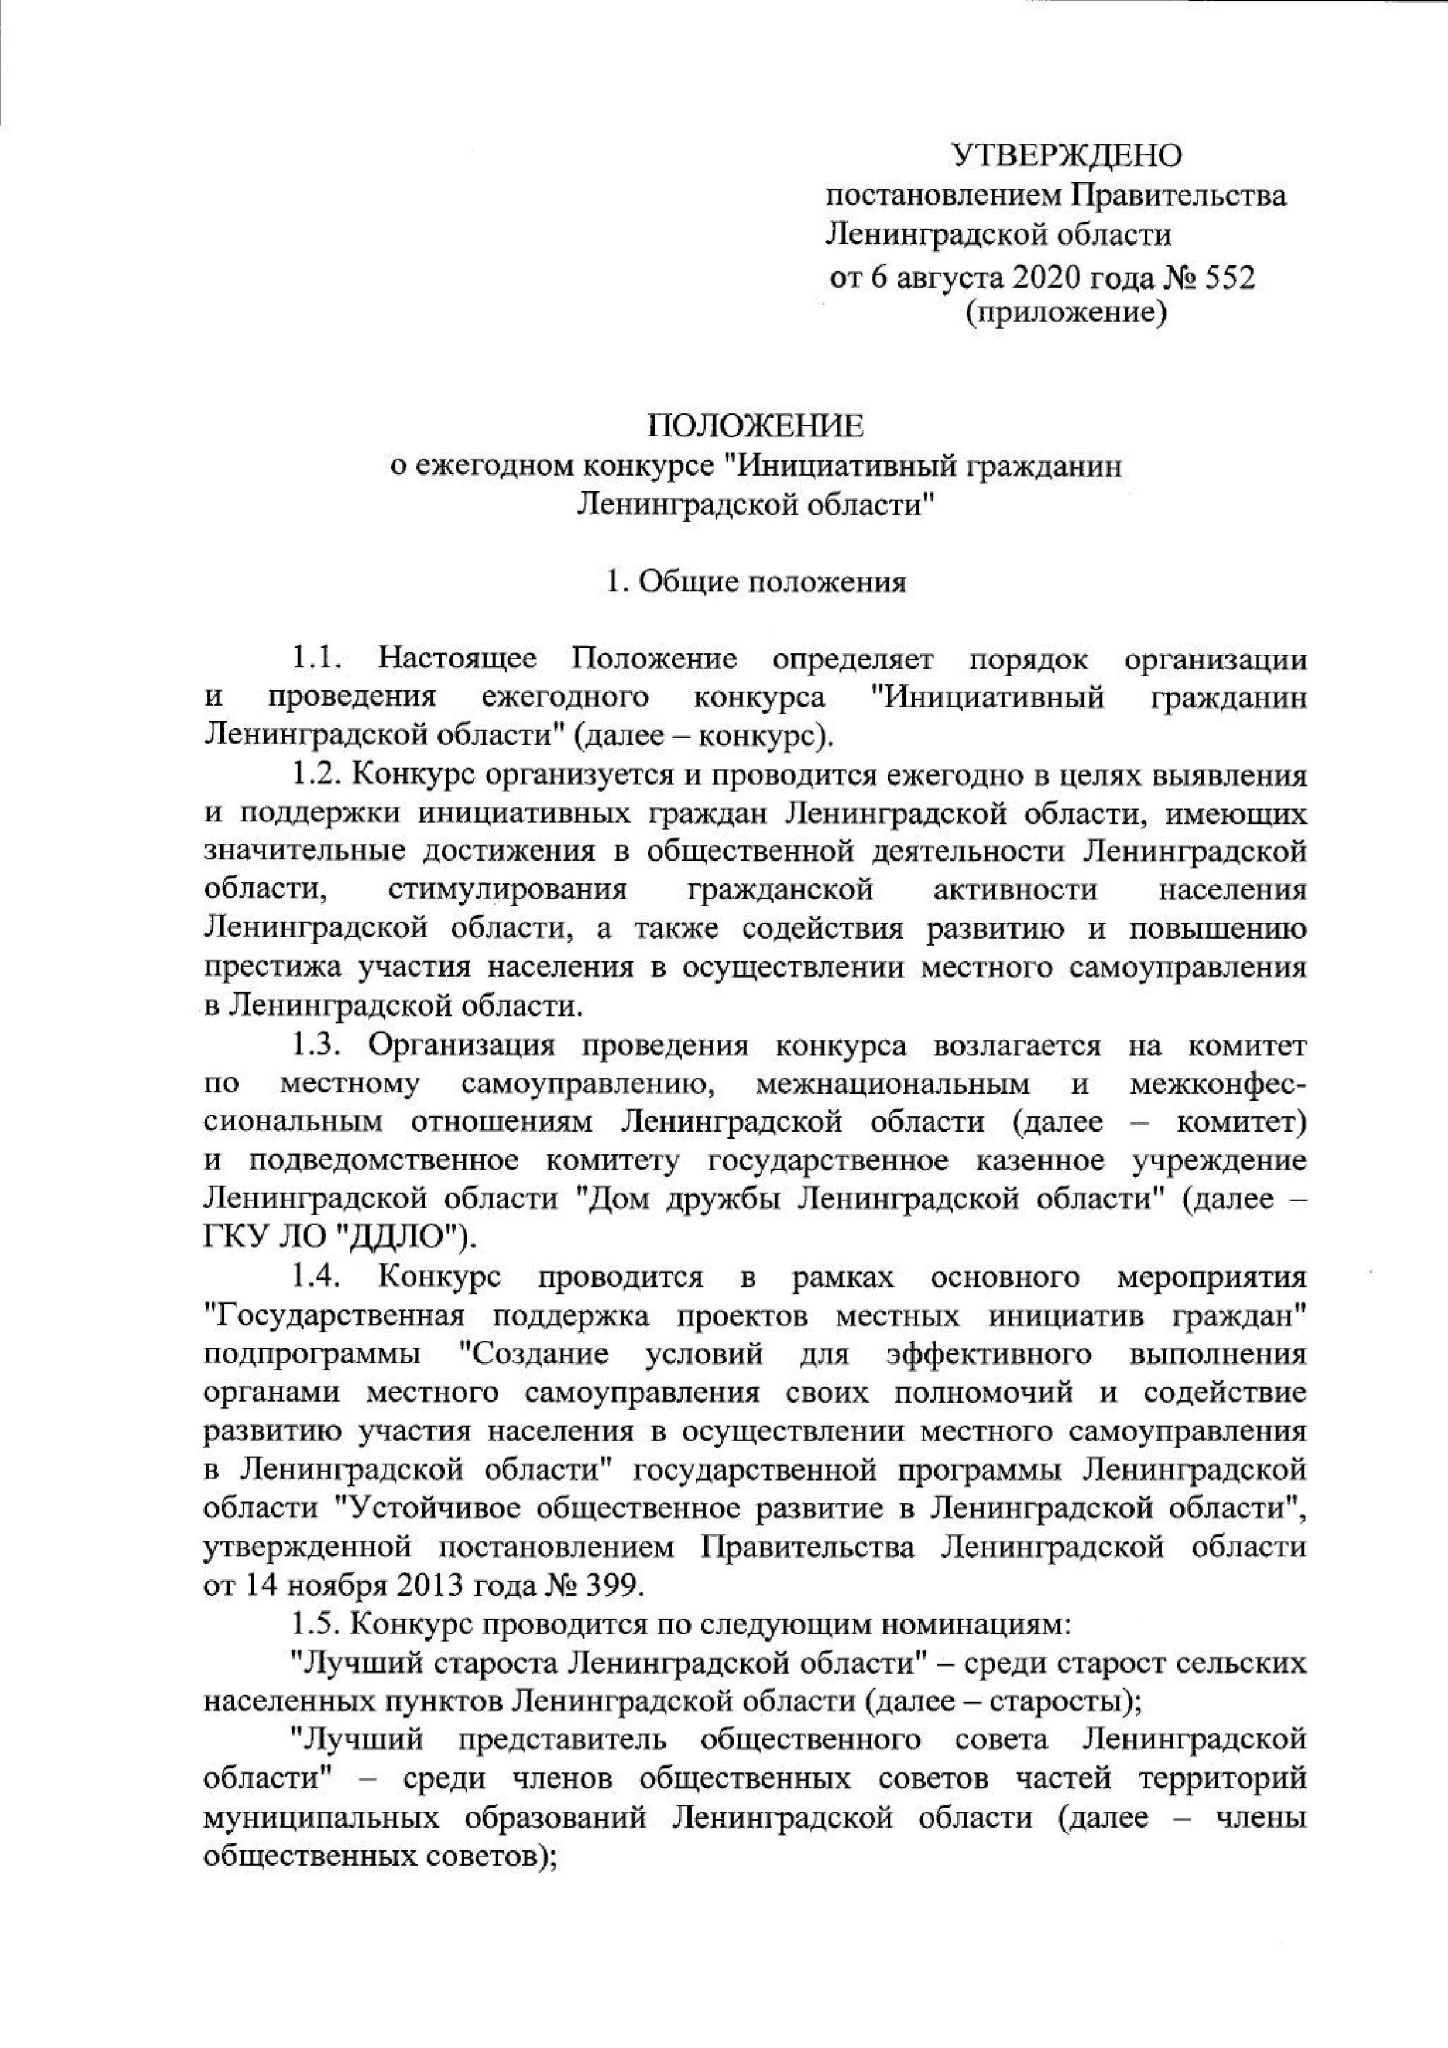 УТВЕРЖДЕНО
постановлением Правительства
Ленинградской области
от 6 августа 2020 года № 552
(приложение)
ПОЛОЖЕНИЕ
о ежегодном конкурсе "Инициативный гражданин
Ленинградской области"
1. Общие положения
1.1. Настоящее Положение определяет порядок организации
и проведения ежегодного конкурса "Инициативный гражданин
Ленинградской области" (далее – конкурс).
1.2. Конкурс организуется и проводится ежегодно в целях выявления
и поддержки инициативных граждан Ленинградской области, имеющих
значительные достижения в общественной деятельности Ленинградской
области, стимулирования гражданской активности населения
Ленинградской области, а также содействия развитию и повышению
престижа участия населения в осуществлении местного самоуправления
в Ленинградской области.
1.3. Организация проведения конкурса возлагается на комитет
по местному самоуправлению, межнациональным и межконфес-
сиональным отношениям Ленинградской области (далее – комитет)
и подведомственное комитету государственное казенное учреждение
Ленинградской области "Дом дружбы Ленинградской области" (далее –
ГКУ ЛО "ДДЛО").
1.4. Конкурс проводится в рамках основного мероприятия
"Государственная поддержка проектов местных инициатив граждан"
подпрограммы "Создание условий для эффективного выполнения
органами местного самоуправления своих полномочий и содействие
развитию участия населения в осуществлении местного самоуправления
в Ленинградской области" государственной программы Ленинградской
области "Устойчивое общественное развитие в Ленинградской области",
утвержденной постановлением Правительства Ленинградской области
от 14 ноября 2013 года № 399.
1.5. Конкурс проводится по следующим номинациям:
"Лучший староста Ленинградской области" – среди старост сельских
населенных пунктов Ленинградской области (далее – старосты);
"Лучший представитель общественного совета Ленинградской
области" – среди членов общественных советов частей территорий
муниципальных образований Ленинградской области (далее – члены
общественных советов);